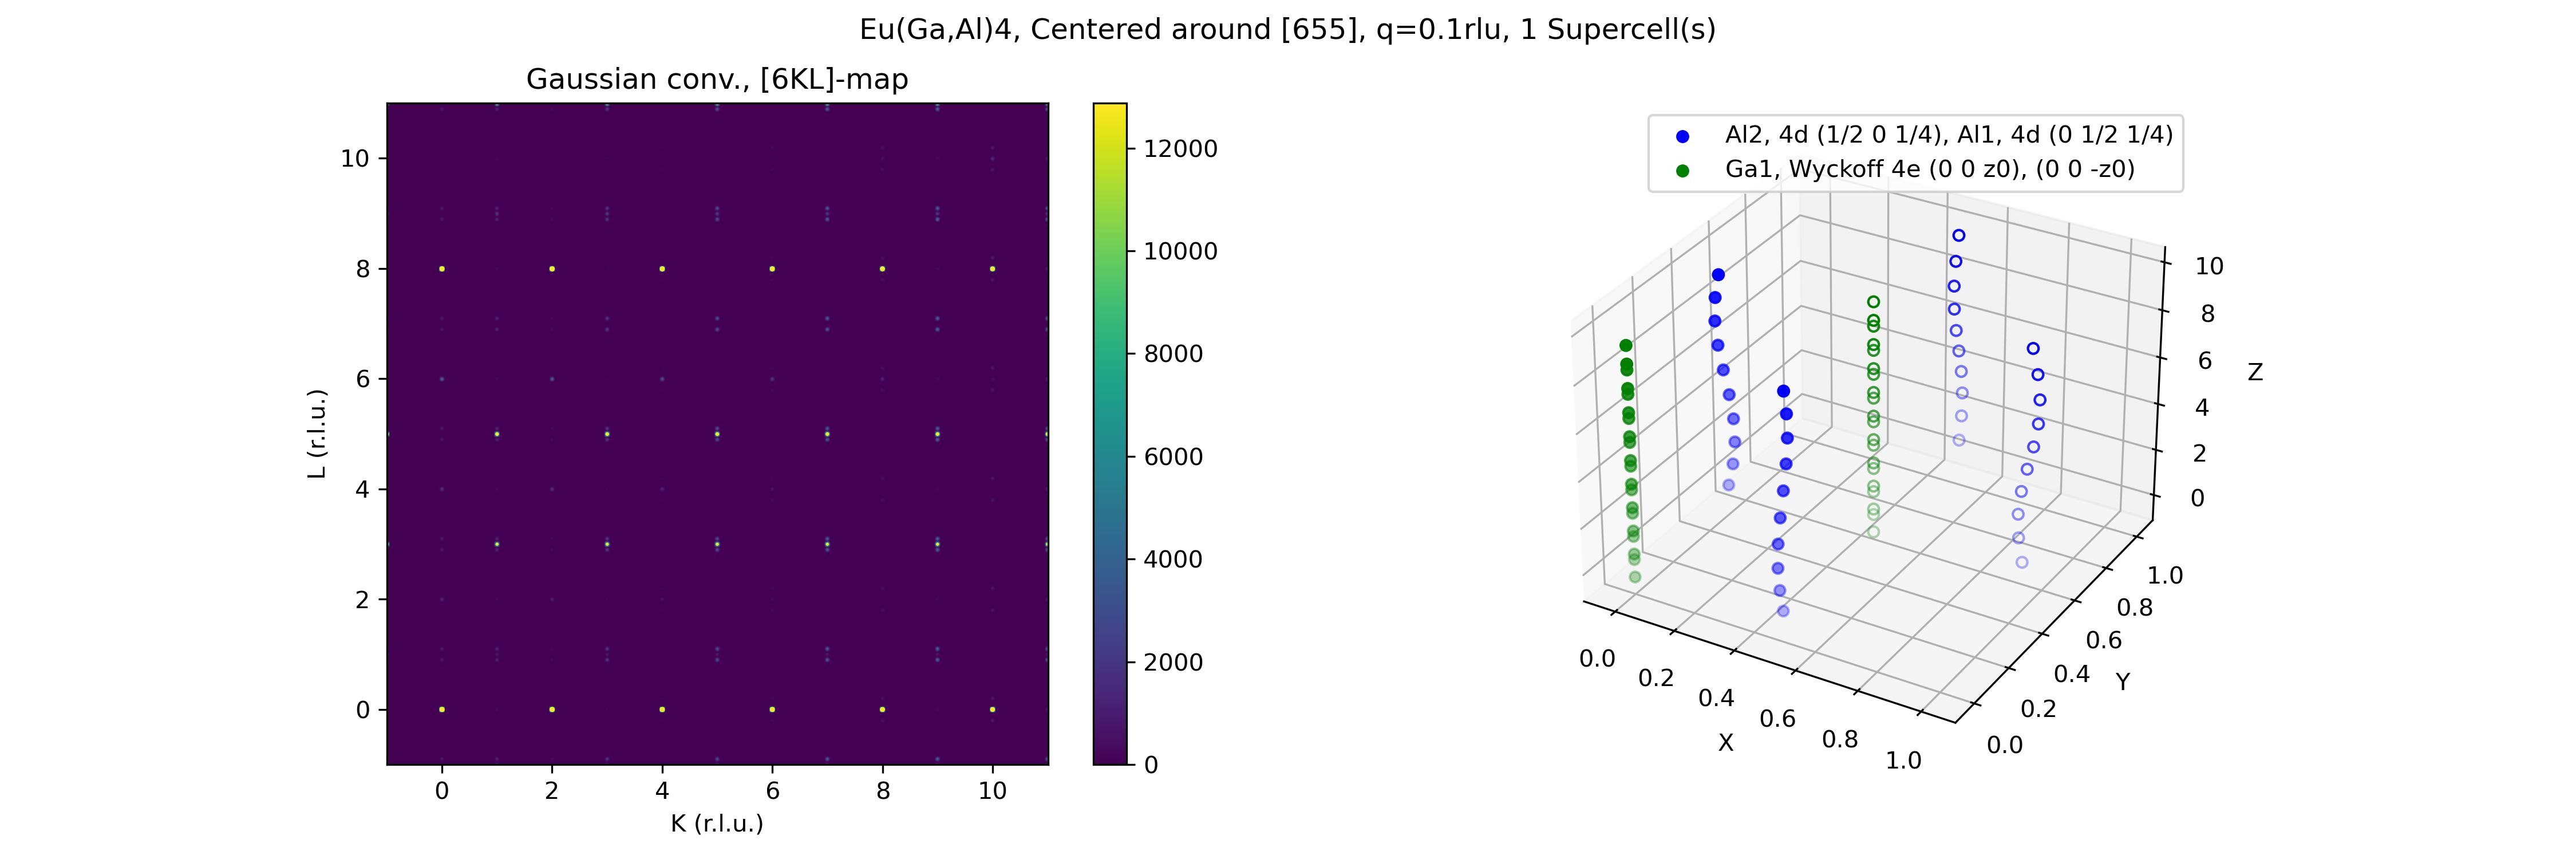 Eu(Ga,Al)4, Centered around [655], q=0.1rlu, 1 Supercell(s)
Gaussian conv., [6KL]-map
10
8
6
4
2
0
L (r.l.u.)
0 2 4 6 8 10
K (r.l.u.)
12000
10000
8000
6000
4000
2000
0
Al2, 4d (1/2 0 1/4), Al1, 4d (0 1/2 1/4)
Ga1, Wyckoff 4e (0 0 z0), (0 0 -z0)
10
8
6
4
2
0
Z
0.0 0.2 0.4 0.6 0.8 1.0
X
0.0 0.2 0.4 0.6 0.8 1.0
Y